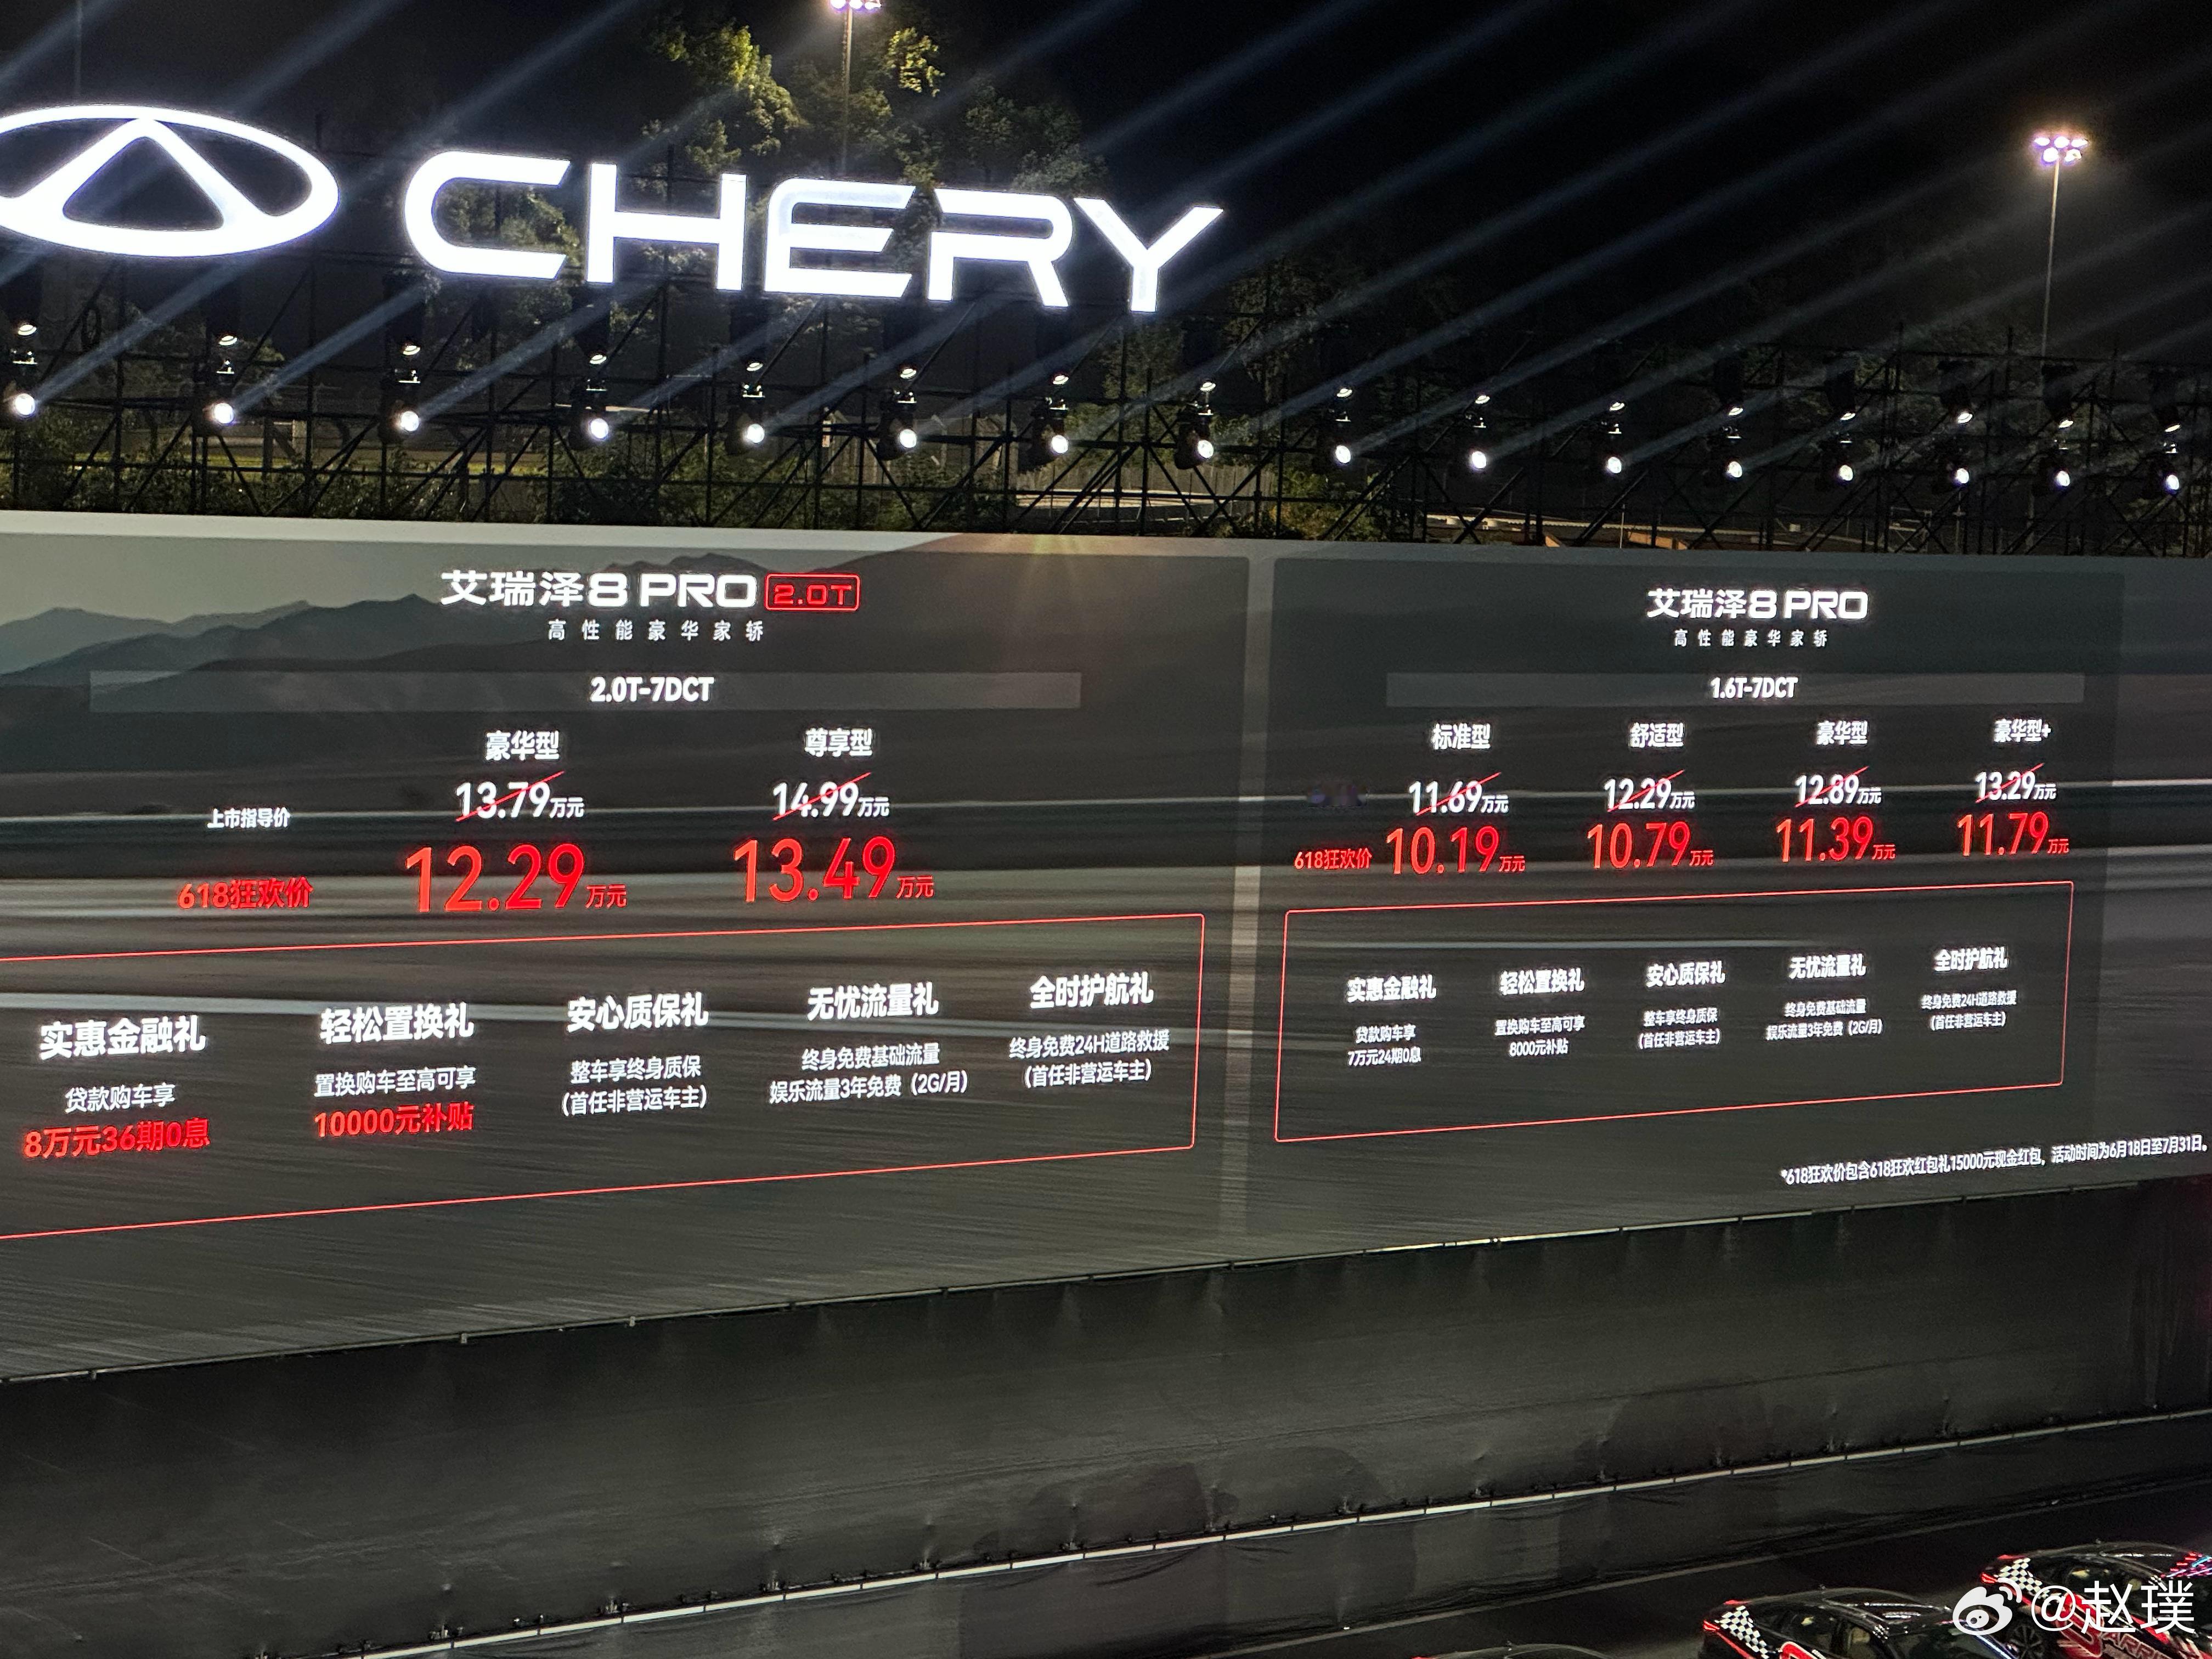 CHERY
艾瑞泽8 PRO 2.0T
高性能豪华家轿
2.0T-7DCT
豪华型 尊享型
上市指导价 13.79万元 14.99万元
618狂欢价 12.29万元 13.49万元
实惠金融礼 轻松置换礼 安心质保礼 无忧流量礼 全时护航礼
贷款购车享 置换购车至高可享 整车享终身质保 终身免费基础流量 终身免费24H道路救援
8万元36期0息 10000元补贴 (首任非营运车主) 娱乐流量3年免费（2G/月） (首任非营运车主)
艾瑞泽8 PRO
高性能豪华家轿
1.6T-7DCT
标准型 舒适型 豪华型 豪华型+
11.69万元 12.29万元 12.89万元 13.29万元
618狂欢价 10.19万元 10.79万元 11.39万元 11.79万元
实惠金融礼 轻松置换礼 安心质保礼 无忧流量礼 全时护航礼
贷款购车享 置换购车至高可享 整车享终身质保 终身免费基础流量 终身免费24H道路救援
7万元24期0息 8000元补贴 (首任非营运车主) 娱乐流量3年免费（2G/月） (首任非营运车主)
*618狂欢价包含618狂欢红包礼15000元现金红包，活动时间为6月18日至7月31日。
@赵璞